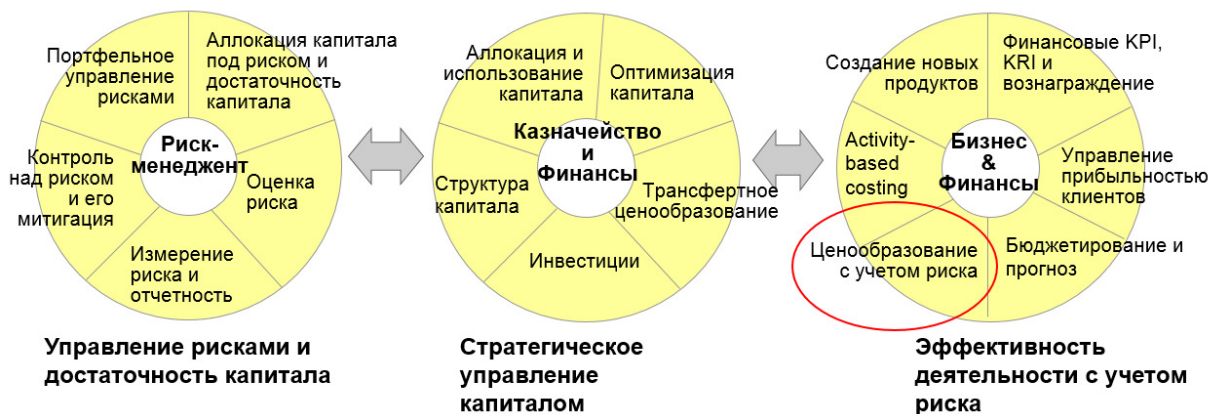 Портфельное
управление
рисками
Аллокация капитала
под риском и
достаточность
капитала
Риск-
менеджент
Контроль
над риском
и его
митигация
Оценка
риска
Измерение
риска и
отчетность
Управление рисками и
достаточность капитала
Аллокация и
использование
капитала
Оптимизация
капитала
Казначейство
и
Финансы
Структура
капитала
Трансфертное
ценообразование
Инвестиции
Стратегическое
управление
капиталом
Создание новых
продуктов
Финансовые KPI,
KRI и
вознаграждение
Activity-
based
costing
Бизнес
&
Финансы
Управление
прибыльностью
клиентов
Ценообразование
с учетом риска
Бюджетирование и
прогноз
Эффективность
деятельности с учетом
риска